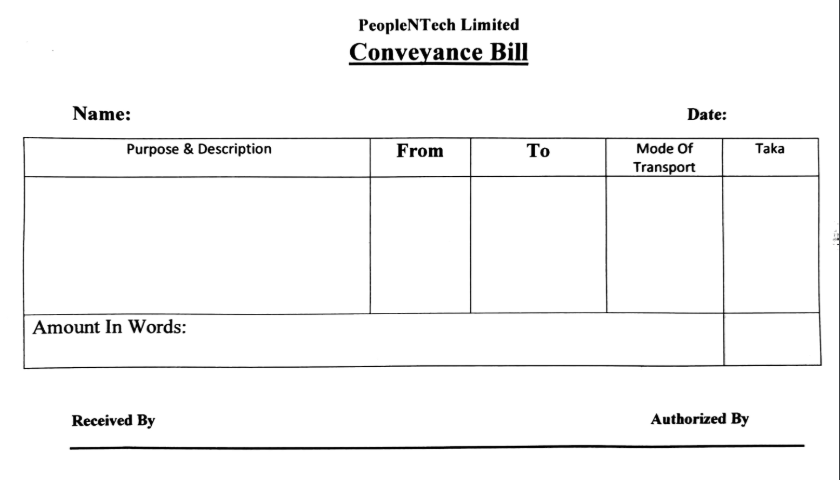 PeopleNTech Limited
Conveyance Bill
Name: Date:
Purpose & Description From To Mode Of Transport Taka
Amount In Words:
Received By Authorized By